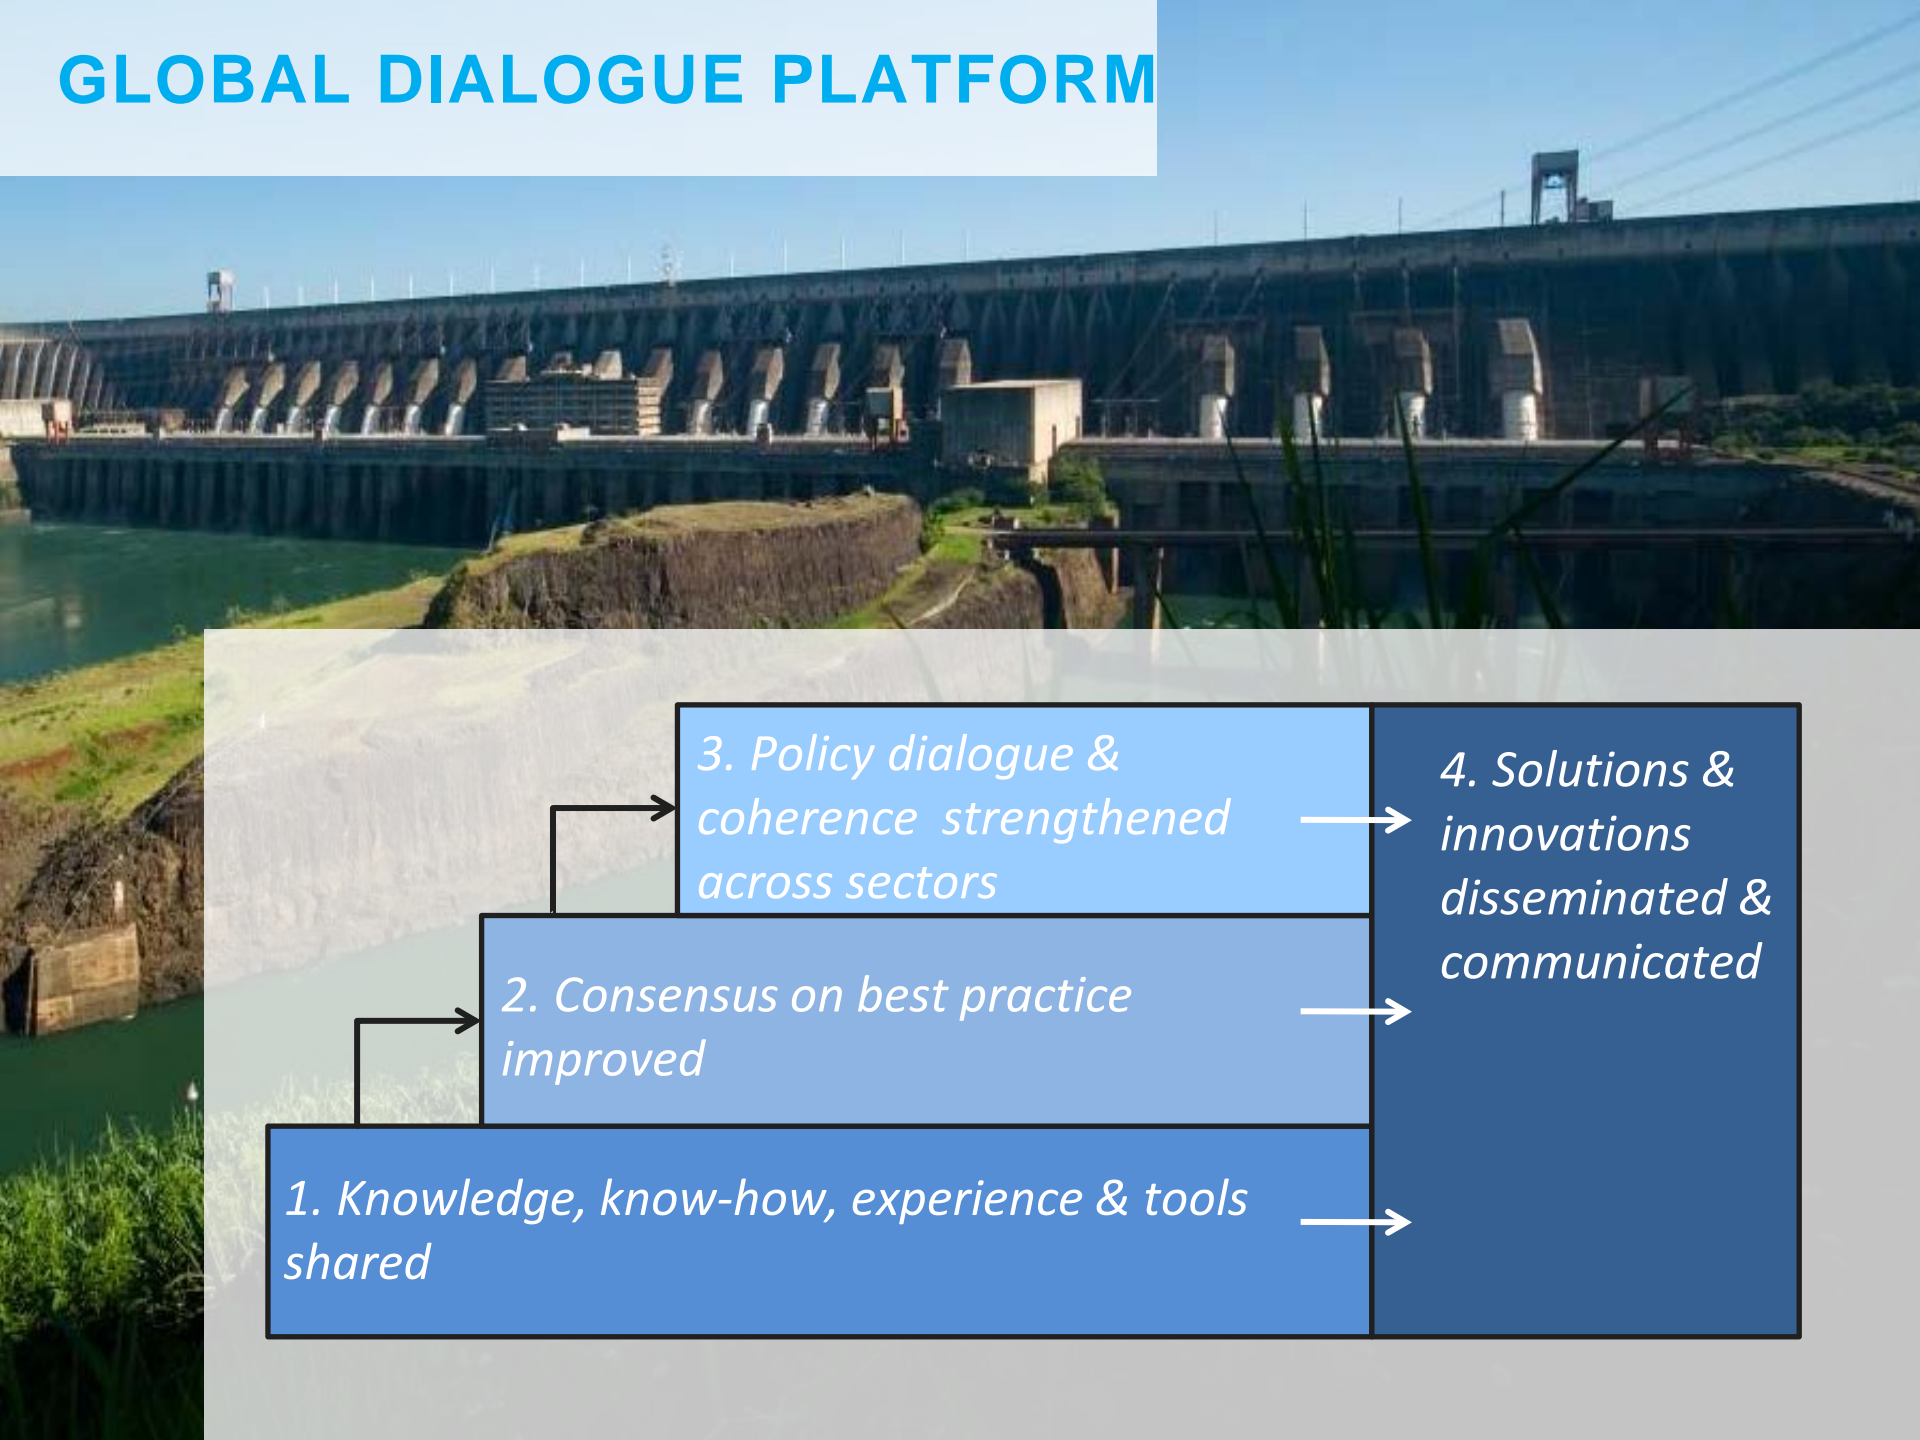 GLOBAL DIALOGUE PLATFORM
3. Policy dialogue &
coherence  strengthened
across sectors
4. Solutions &
innovations
disseminated &
communicated
2. Consensus on best practice
improved
1. Knowledge, know-how, experience & tools
shared